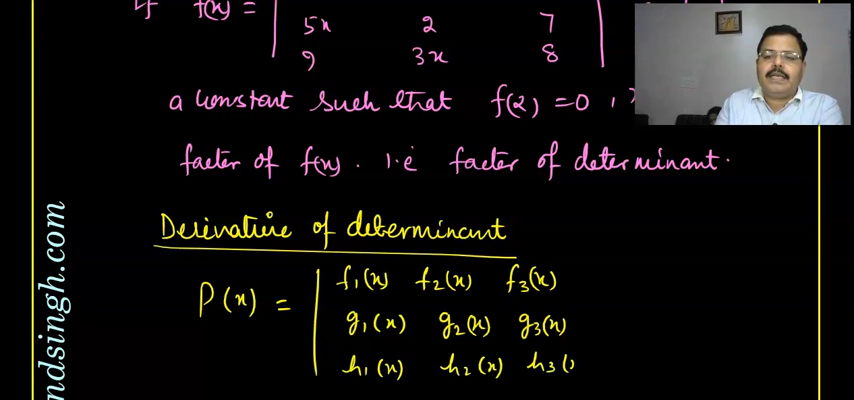 If f(x) =
5x 2 7
9 3x 8
a constant such that f(2) = 0 ,
factor of f(x) . i.e factor of determinant.
Derivative of determinant
P(x) = | f₁(x) f₂(x) f₃(x)
g₁(x) g₂(x) g₃(x)
h₁(x) h₂(x) h₃(
ndsingh.com